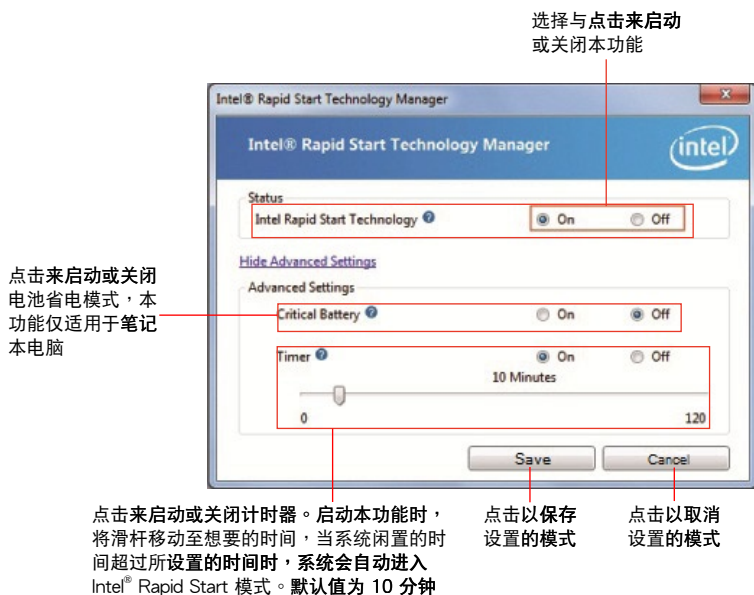 选择与点击来启动
或关闭本功能
Intel® Rapid Start Technology Manager
Intel® Rapid Start Technology Manager
intel
Status
Intel Rapid Start Technology ? On Off
Hide Advanced Settings
Advanced Settings
点击来启动或关闭
电池省电模式，本
功能仅适用于笔记
本电脑
Critical Battery ? On Off
Timer ? On Off
10 Minutes
0 120
Save Cancel
点击来启动或关闭计时器。启动本功能时，
将滑杆移动至想要的时间，当系统闲置的时
间超过所设置的时间时，系统会自动进入
Intel® Rapid Start 模式。默认值为 10 分钟
点击以保存
设置的模式
点击以取消
设置的模式